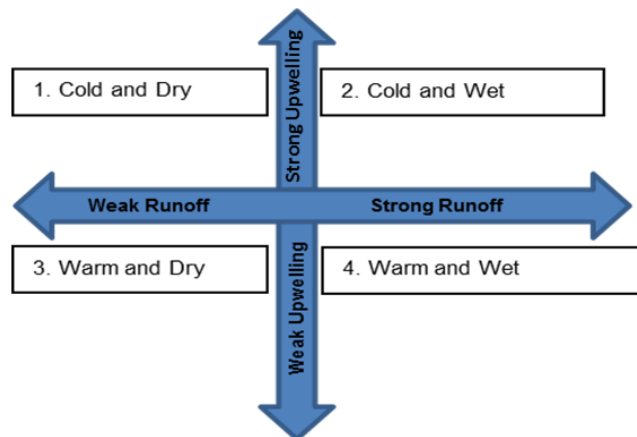 Strong Upwelling
1. Cold and Dry
2. Cold and Wet
Weak Runoff
Strong Runoff
3. Warm and Dry
4. Warm and Wet
Weak Upwelling